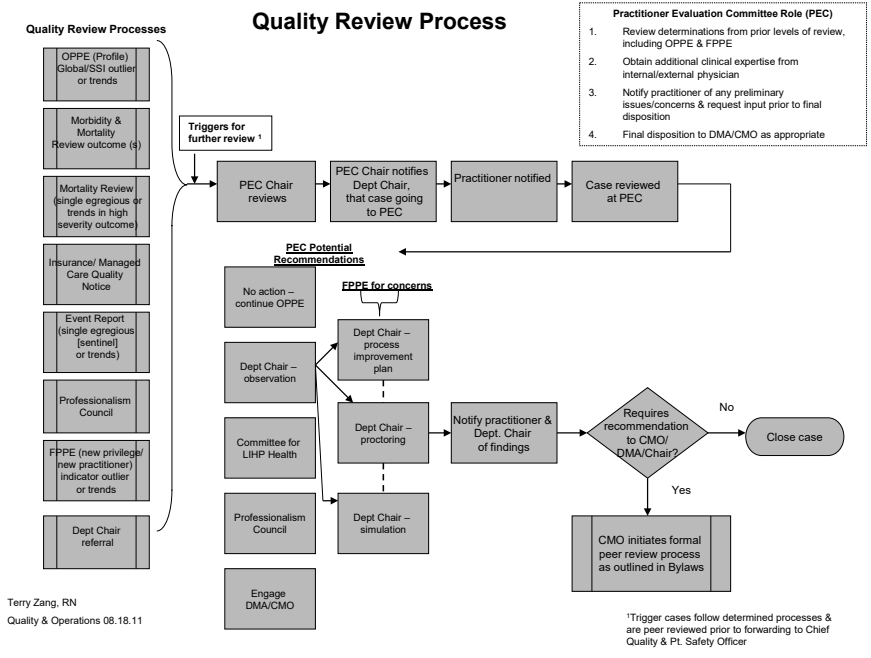 Quality Review Process
Quality Review Processes
OPPE (Profile)
Global/SSI outlier
or trends
Morbidity &
Mortality
Review outcome (s)
Mortality Review
(single egregious or
trends in high
severity outcome)
Insurance/ Managed
Care Quality
Notice
Event Report
(single egregious
[sentinel]
or trends)
Professionalism
Council
FPPE (new privilege/
new practitioner)
indicator outlier
or trends
Dept Chair
referral
Triggers for
further review ¹
PEC Chair
reviews
PEC Chair notifies
Dept Chair,
that case going
to PEC
Practitioner notified
Case reviewed
at PEC
Practitioner Evaluation Committee Role (PEC)
1. Review determinations from prior levels of review,
including OPPE & FPPE
2. Obtain additional clinical expertise from
internal/external physician
3. Notify practitioner of any preliminary
issues/concerns & request input prior to final
disposition
4. Final disposition to DMA/CMO as appropriate
PEC Potential
Recommendations
No action –
continue OPPE
Dept Chair –
observation
Committee for
LIHP Health
Professionalism
Council
Engage
DMA/CMO
FPPE for concerns
Dept Chair –
process
improvement
plan
Dept Chair –
proctoring
Dept Chair –
simulation
Notify practitioner &
Dept. Chair
of findings
Requires
recommendation
to CMO/
DMA/Chair?
No
Close case
Yes
CMO initiates formal
peer review process
as outlined in Bylaws
Terry Zang, RN
Quality & Operations 08.18.11
¹Trigger cases follow determined processes &
are peer reviewed prior to forwarding to Chief
Quality & Pt. Safety Officer